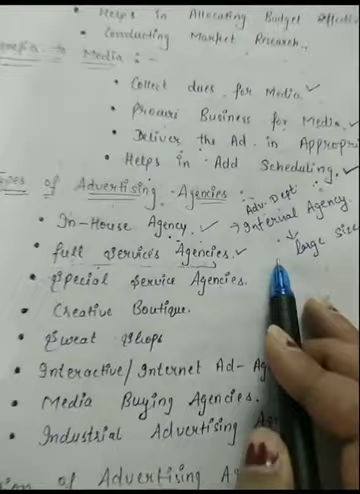 • Helps in Allocating Budget
• Conducting Market Research.
to Media :-
• Collect dues for Media ✓
• Procure Business for Media. ✓
• Deliver the Ad. in
• Helps in Add Scheduling. ✓
of Advertising Agencies :
Adv. Dept
• In-House Agency. ✓ → Internal Agency.
↓
large size
• full services Agencies. ✓
• Special service Agencies.
• Creative Boutique.
• Sweat Shops
• Interactive/Internet Ad-
• Media Buying Agencies.
• Industrial Advertising
of Advertising